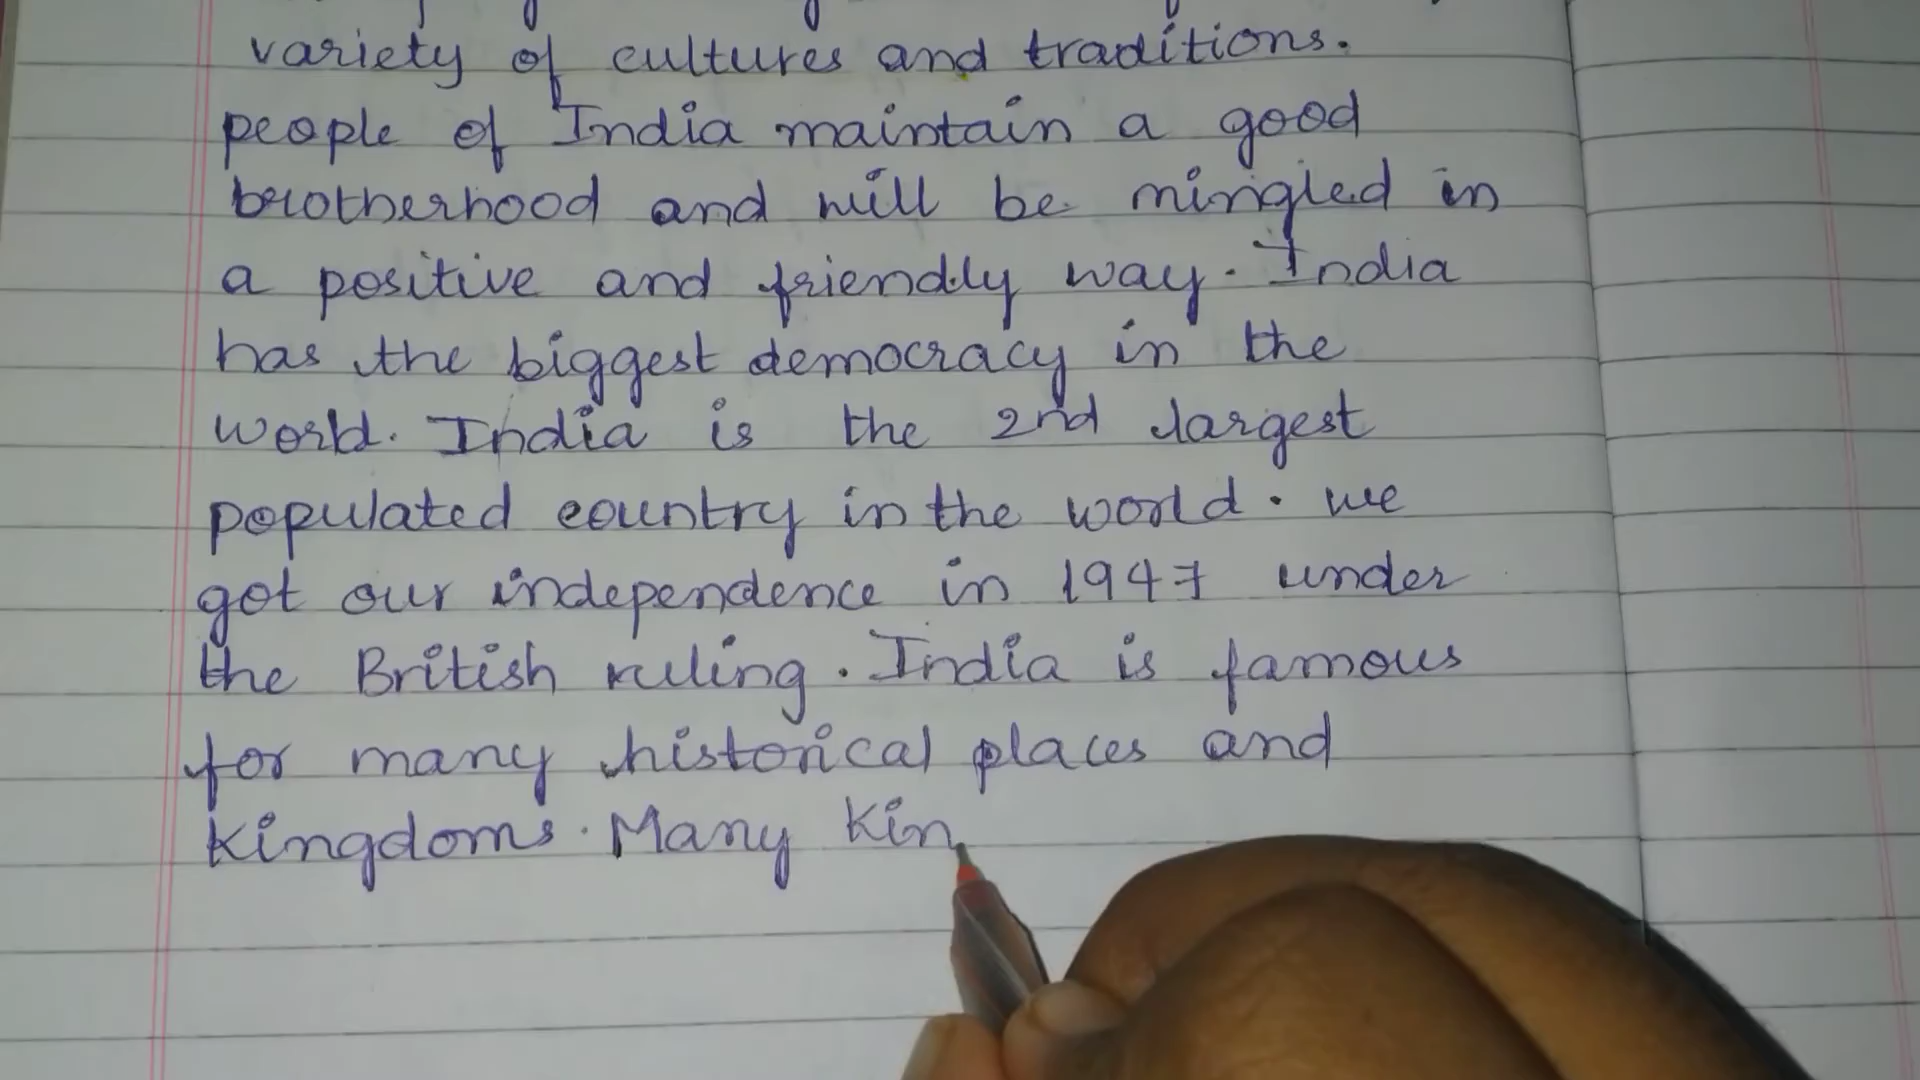 variety of cultures and traditions.
people of India maintain a good
brotherhood and will be mingled in
a positive and friendly way. India
has the biggest democracy in the
world. India is the 2nd largest
populated country in the world. we
got our independence in 1947 under
the British ruling. India is famous
for many historical places and
kingdoms. Many Kin